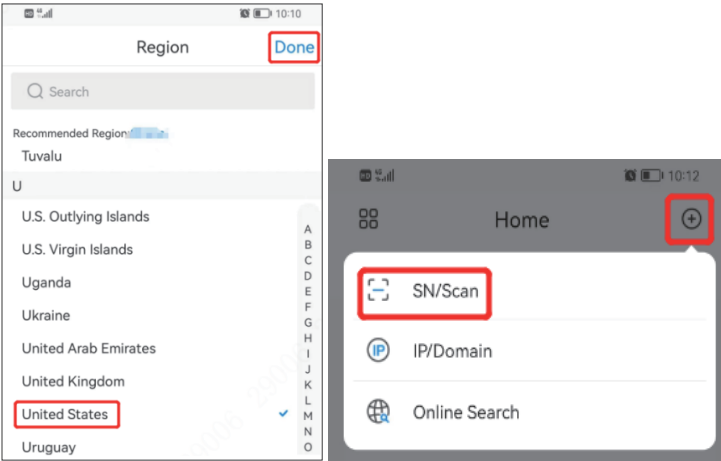 10:10
Region
Done
Search
Recommended Region:
Tuvalu
U
U.S. Outlying Islands
U.S. Virgin Islands
Uganda
Ukraine
United Arab Emirates
United Kingdom
United States
Uruguay
A
B
C
D
E
F
G
H
I
J
K
L
M
N
O
10:12
Home
SN/Scan
IP
IP/Domain
Online Search